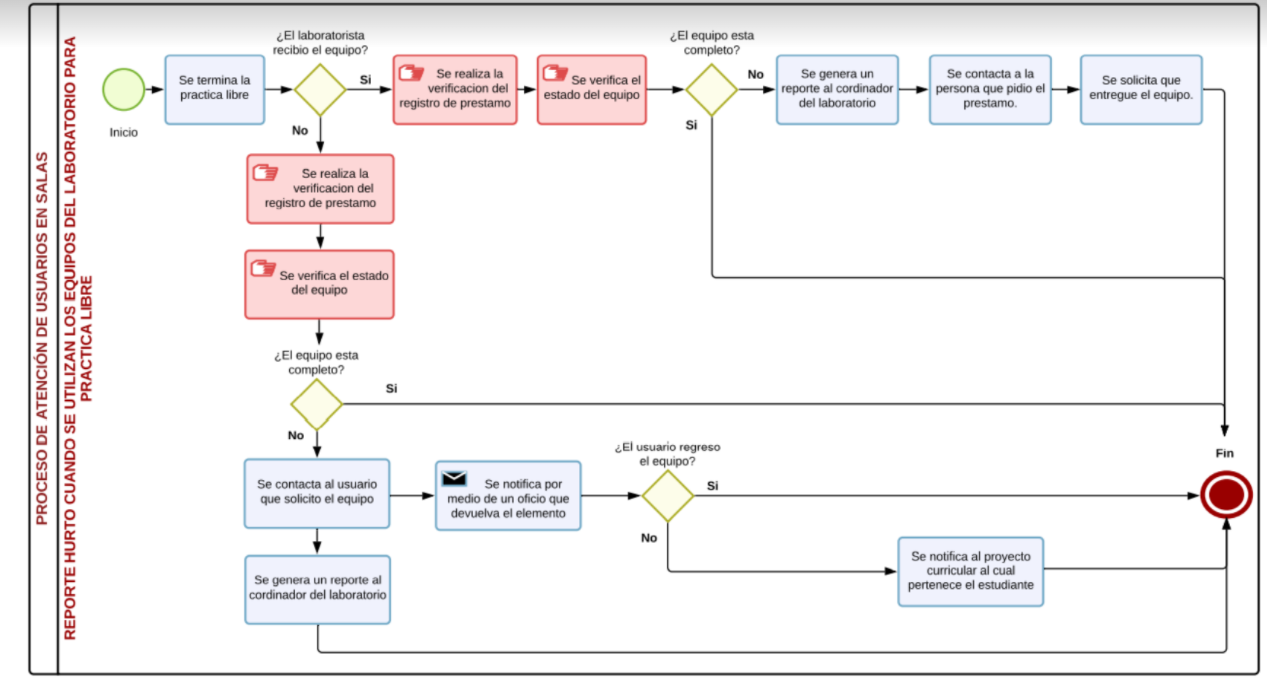 PROCESO DE ATENCIÓN DE USUARIOS EN SALAS
REPORTE HURTO CUANDO SE UTILIZAN LOS EQUIPOS DEL LABORATORIO PARA
PRACTICA LIBRE
Inicio
Se termina la
practica libre
¿El laboratorista
recibio el equipo?
Si
No
Se realiza la
verificacion del
registro de prestamo
Se verifica el
estado del equipo
¿El equipo esta
completo?
No
Si
Se genera un
reporte al cordinador
del laboratorio
Se contacta a la
persona que pidio el
prestamo.
Se solicita que
entregue el equipo.
Se realiza la
verificacion del
registro de prestamo
Se verifica el estado
del equipo
¿El equipo esta
completo?
Si
No
Se contacta al usuario
que solicito el equipo
Se notifica por
medio de un oficio que
devuelva el elemento
¿El usuario regreso
el equipo?
Si
No
Fin
Se notifica al proyecto
curricular al cual
pertenece el estudiante
Se genera un reporte al
cordinador del laboratorio